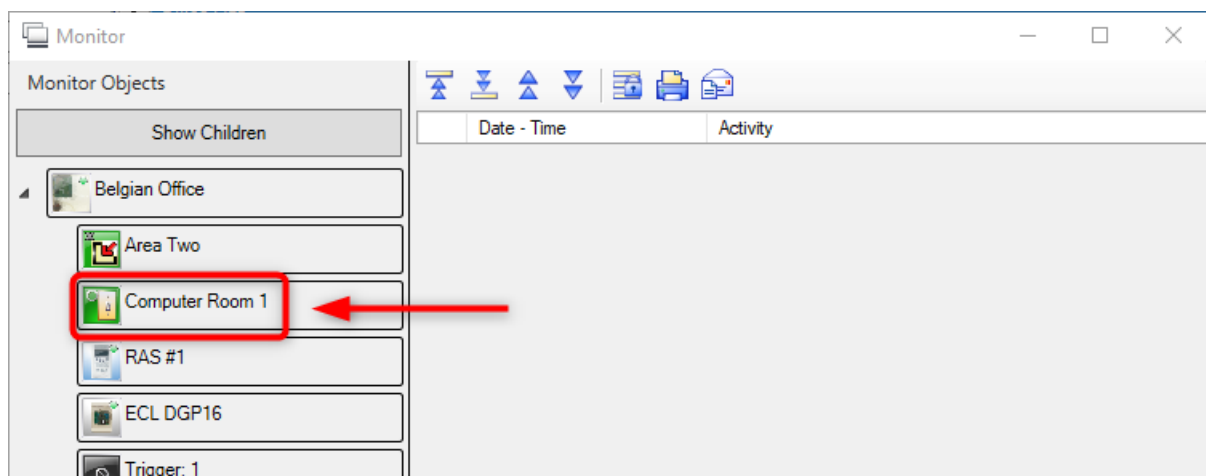 Monitor
Monitor Objects
Show Children
Date - Time Activity
Belgian Office
Area Two
Computer Room 1
RAS #1
ECL DGP16
Trigger: 1